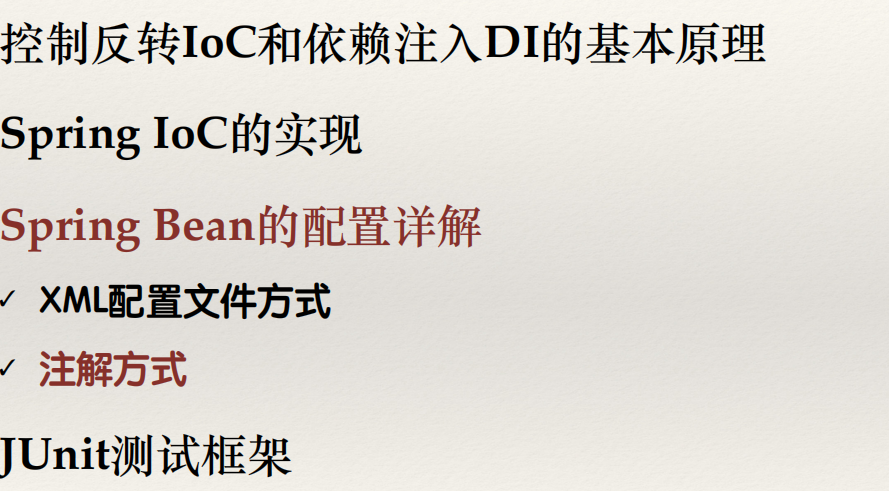 控制反转IoC和依赖注入DI的基本原理
Spring IoC的实现
Spring Bean的配置详解
✓ XML配置文件方式
✓ 注解方式
JUnit测试框架